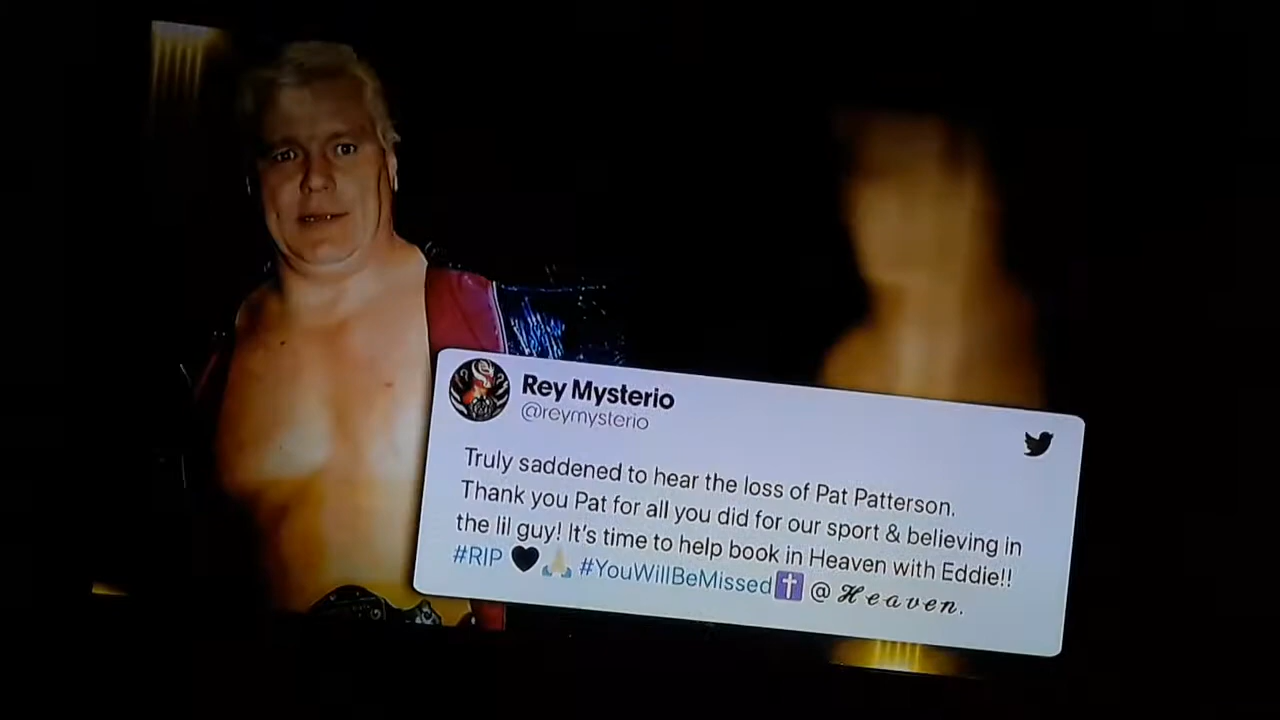 Rey Mysterio
@reymysterio
Truly saddened to hear the loss of Pat Patterson.
Thank you Pat for all you did for our sport & believing in
the lil guy! It's time to help book in Heaven with Eddie!!
#RIP 🖤🙏 #YouWillBeMissed✝️ @ 𝓗𝓮𝓪𝓿𝓮𝓷.